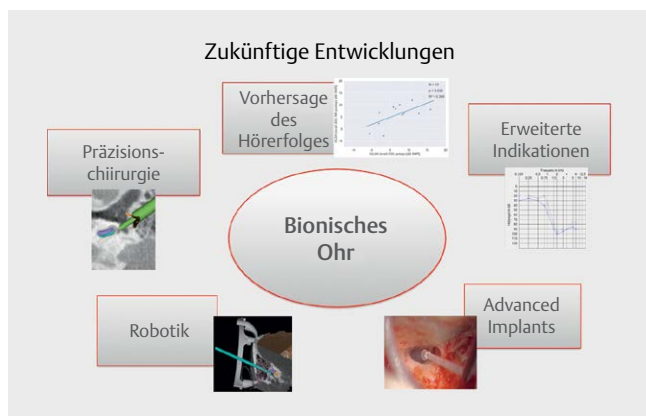 Zukünftige Entwicklungen
Vorhersage
des
Hörerfolges
Präzisions-
chiirurgie
Erweiterte
Indikationen
Bionisches
Ohr
Robotik
Advanced
Implants